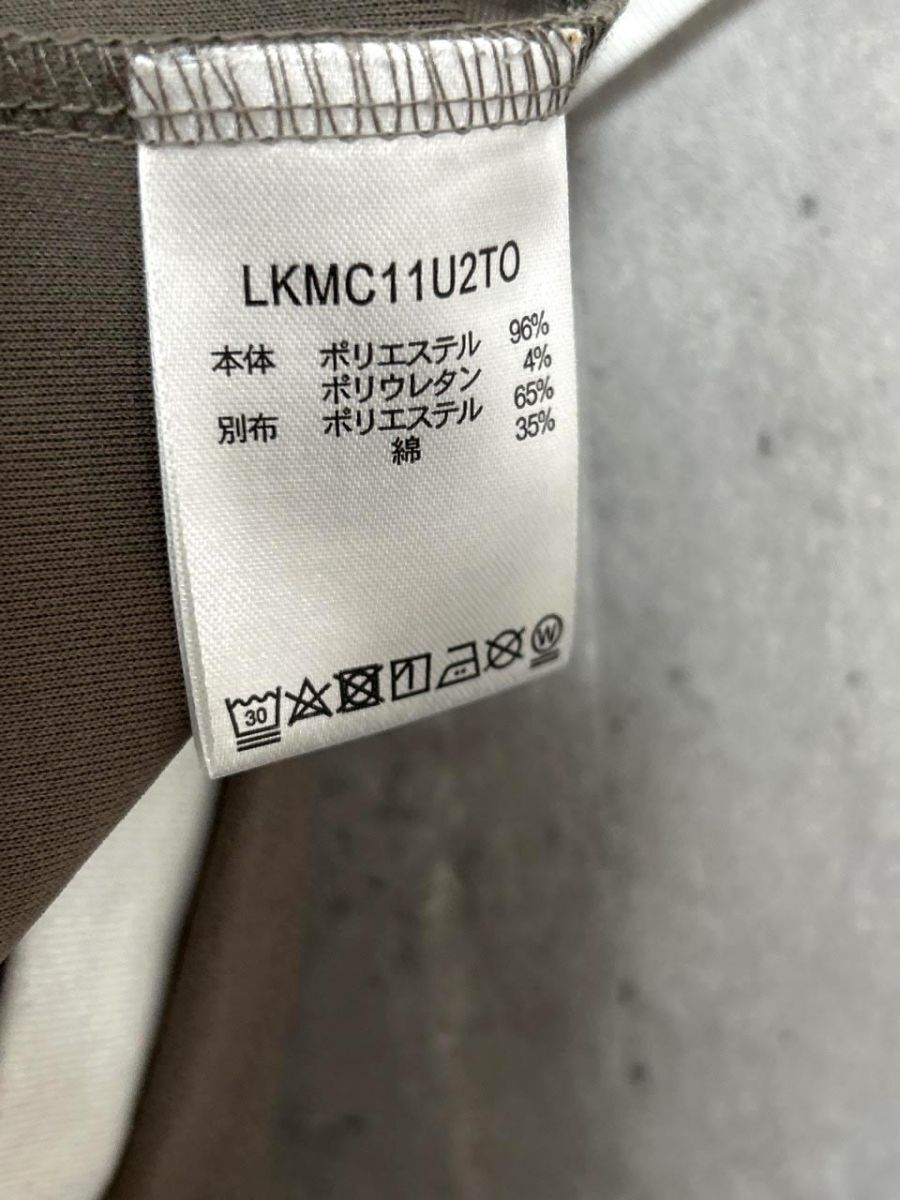 LKMC11U2TO
本体 ポリエステル 96%
ポリウレタン 4%
別布 ポリエステル 65%
綿 35%
30 W